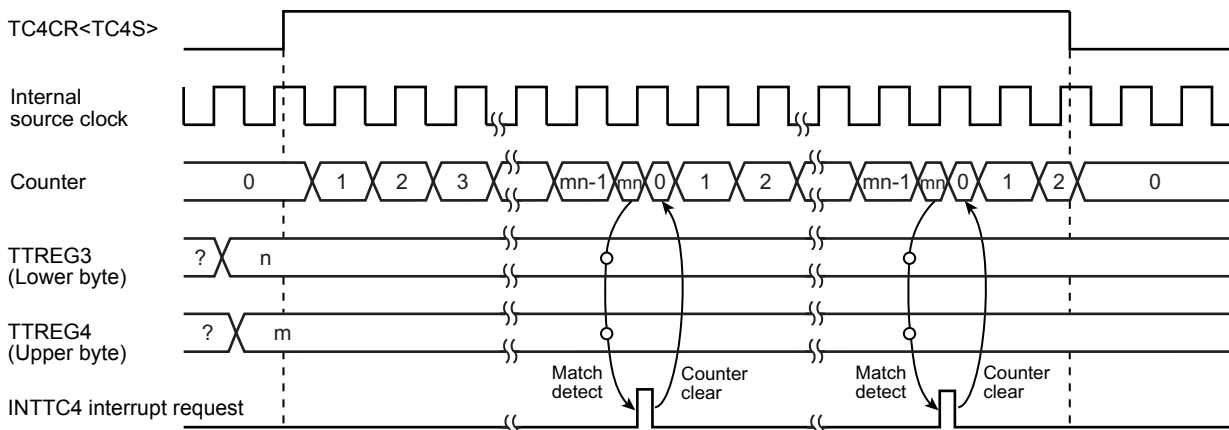 TC4CR<TC4S>
Internal
source clock
Counter
0 1 2 3 mn-1 mn 0 1 2 mn-1 mn 0 1 2 0
TTREG3
(Lower byte)
? n
TTREG4
(Upper byte)
? m
Match
detect
Counter
clear
Match
detect
Counter
clear
INTTC4 interrupt request